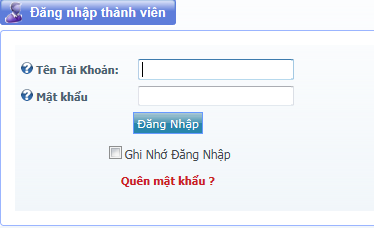 Đăng nhập thành viên
Tên Tài Khoản:
Mật khẩu
Đăng Nhập
Ghi Nhớ Đăng Nhập
Quên mật khẩu ?